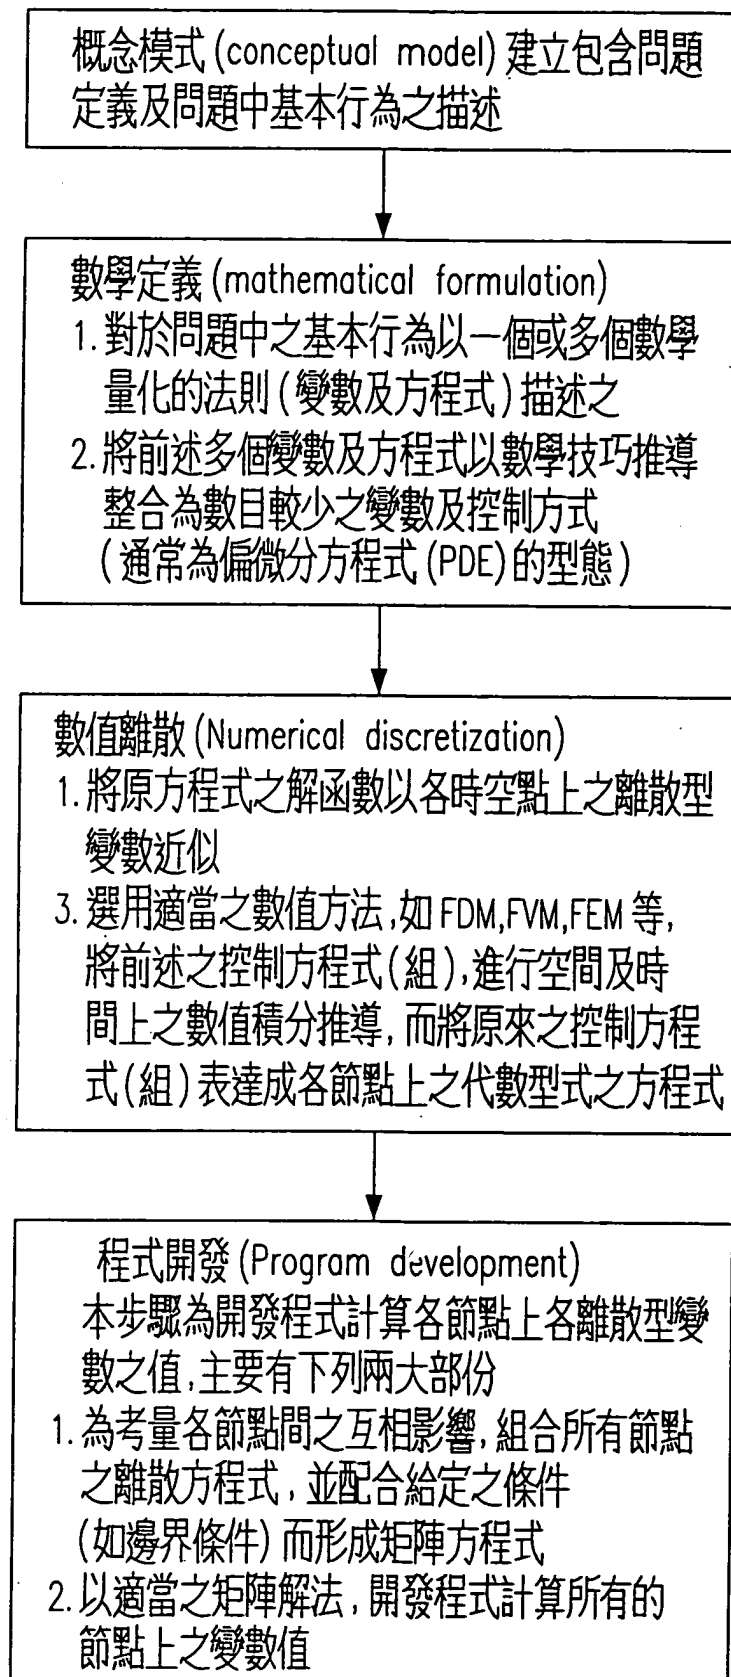 概念模式(conceptual model)建立包含問題
定義及問題中基本行為之描述
數學定義(mathematical formulation)
1.對於問題中之基本行為以一個或多個數學
量化的法則(變數及方程式)描述之
2.將前述多個變數及方程式以數學技巧推導
整合為數目較少之變數及控制方式
(通常為偏微分方程式(PDE)的型態)
數值離散(Numerical discretization)
1.將原方程式之解函數以各時空點上之離散型
變數近似
3.選用適當之數值方法,如FDM,FVM,FEM等,
將前述之控制方程式(組),進行空間及時
間上之數值積分推導,而將原來之控制方程
式(組)表達成各節點上之代數型式之方程式
程式開發(Program development)
本步驟為開發程式計算各節點上各離散型變
數之值,主要有下列兩大部份
1.為考量各節點間之互相影響,組合所有節點
之離散方程式,並配合給定之條件
(如邊界條件)而形成矩陣方程式
2.以適當之矩陣解法,開發程式計算所有的
節點上之變數值